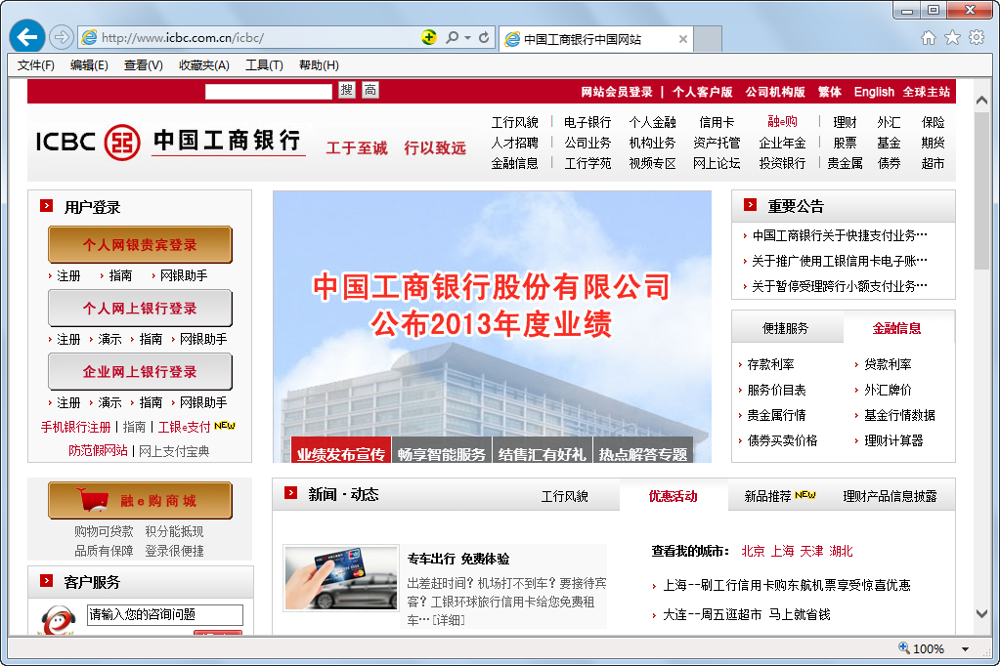 http://www.icbc.com.cn/icbc/
中国工商银行中国网站
文件(F) 编辑(E) 查看(V) 收藏夹(A) 工具(T) 帮助(H)
搜 高
网站会员登录 | 个人客户版 公司机构版 繁体 English 全球主站
ICBC 中国工商银行 工于至诚 行以致远
工行风貌 | 电子银行 个人金融 信用卡 融e购 | 理财 外汇 保险
人才招聘 | 公司业务 机构业务 资产托管 企业年金 | 股票 基金 期货
金融信息 | 工行学苑 视频专区 网上论坛 投资银行 | 贵金属 债券 超市
用户登录
个人网银贵宾登录
注册 指南 网银助手
个人网上银行登录
注册 演示 指南 网银助手
企业网上银行登录
注册 演示 指南 网银助手
手机银行注册 | 指南 | 工银e支付 NEW
防范假网站 | 网上支付宝典
融e购商城
购物可贷款 积分能抵现
品质有保障 登录很便捷
客户服务
请输入您的咨询问题
中国工商银行股份有限公司
公布2013年度业绩
业绩发布宣传 畅享智能服务 结售汇有好礼 热点解答专题
重要公告
中国工商银行关于快捷支付业务…
关于推广使用工银信用卡电子账…
关于暂停受理跨行小额支付业务…
便捷服务 金融信息
存款利率 贷款利率
服务价目表 外汇牌价
贵金属行情 基金行情数据
债券买卖价格 理财计算器
新闻·动态 工行风貌 优惠活动 新品推荐 NEW 理财产品信息披露
专车出行 免费体验
出差赶时间？机场打不到车？要接待宾
客？工银环球旅行信用卡给您免费租
车…[详细]
查看我的城市： 北京 上海 天津 湖北
上海--刷工行信用卡购东航机票享受惊喜优惠
大连--周五逛超市 马上就省钱
100%